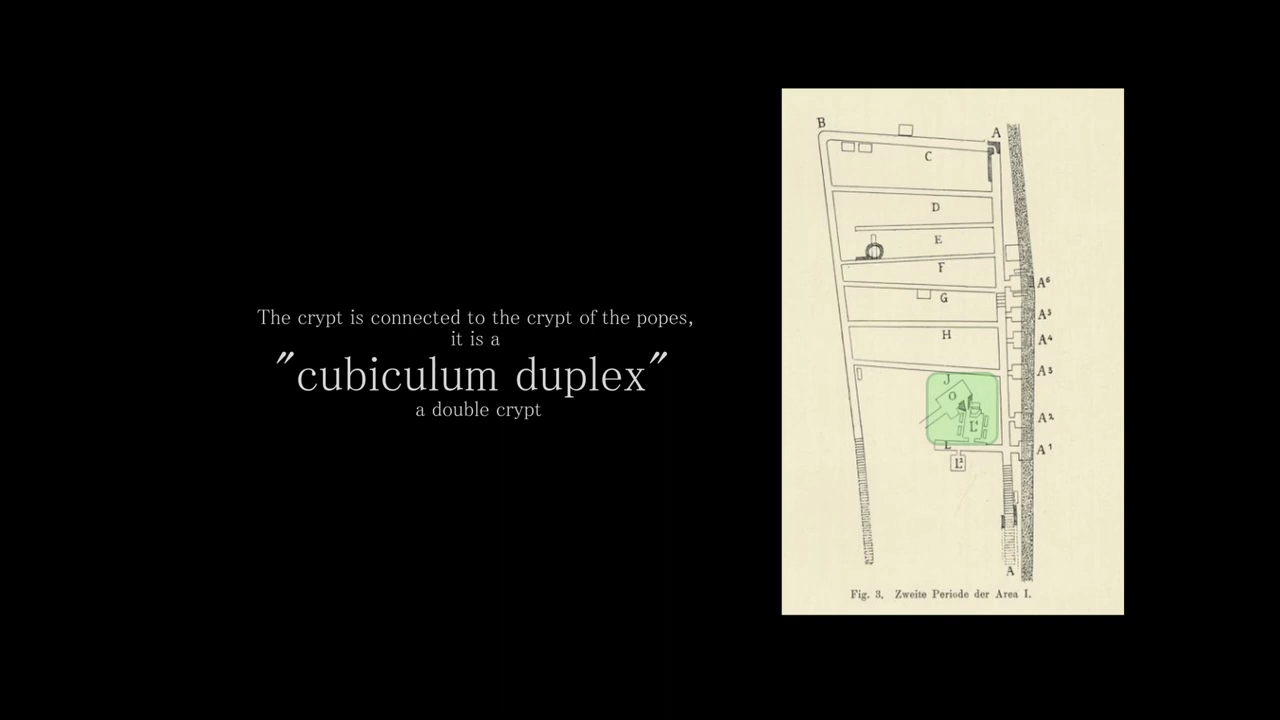 The crypt is connected to the crypt of the popes,
it is a
"cubiculum duplex"
a double crypt
B
A
C
D
E
F
A⁶
G
A⁵
H
A⁴
A³
J
O
A²
L¹
L
A¹
L²
A
Fig. 3. Zweite Periode der Area I.